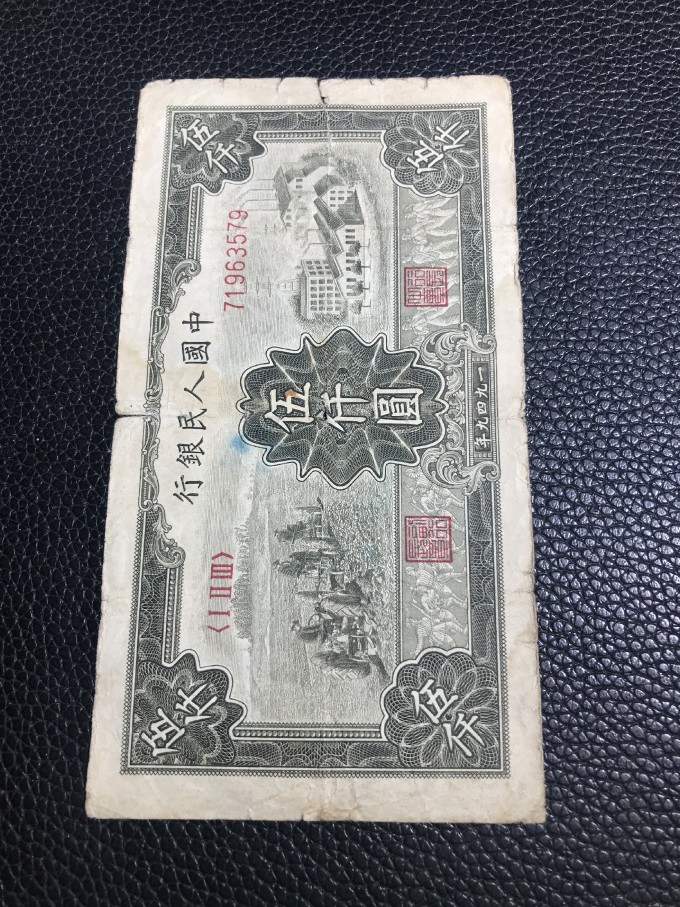 中國人民銀行
〈I II III〉
71963579
伍仟
伍仟
伍仟圓
伍仟
伍仟
一九四九年